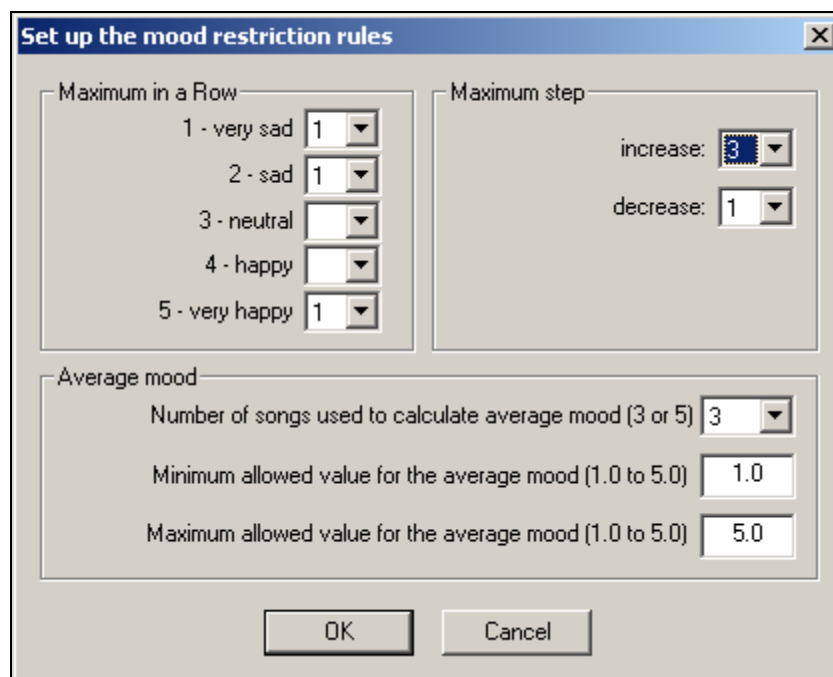 Set up the mood restriction rules
Maximum in a Row
1 - very sad 1
2 - sad 1
3 - neutral
4 - happy
5 - very happy 1
Maximum step
increase: 3
decrease: 1
Average mood
Number of songs used to calculate average mood (3 or 5) 3
Minimum allowed value for the average mood (1.0 to 5.0) 1.0
Maximum allowed value for the average mood (1.0 to 5.0) 5.0
OK Cancel